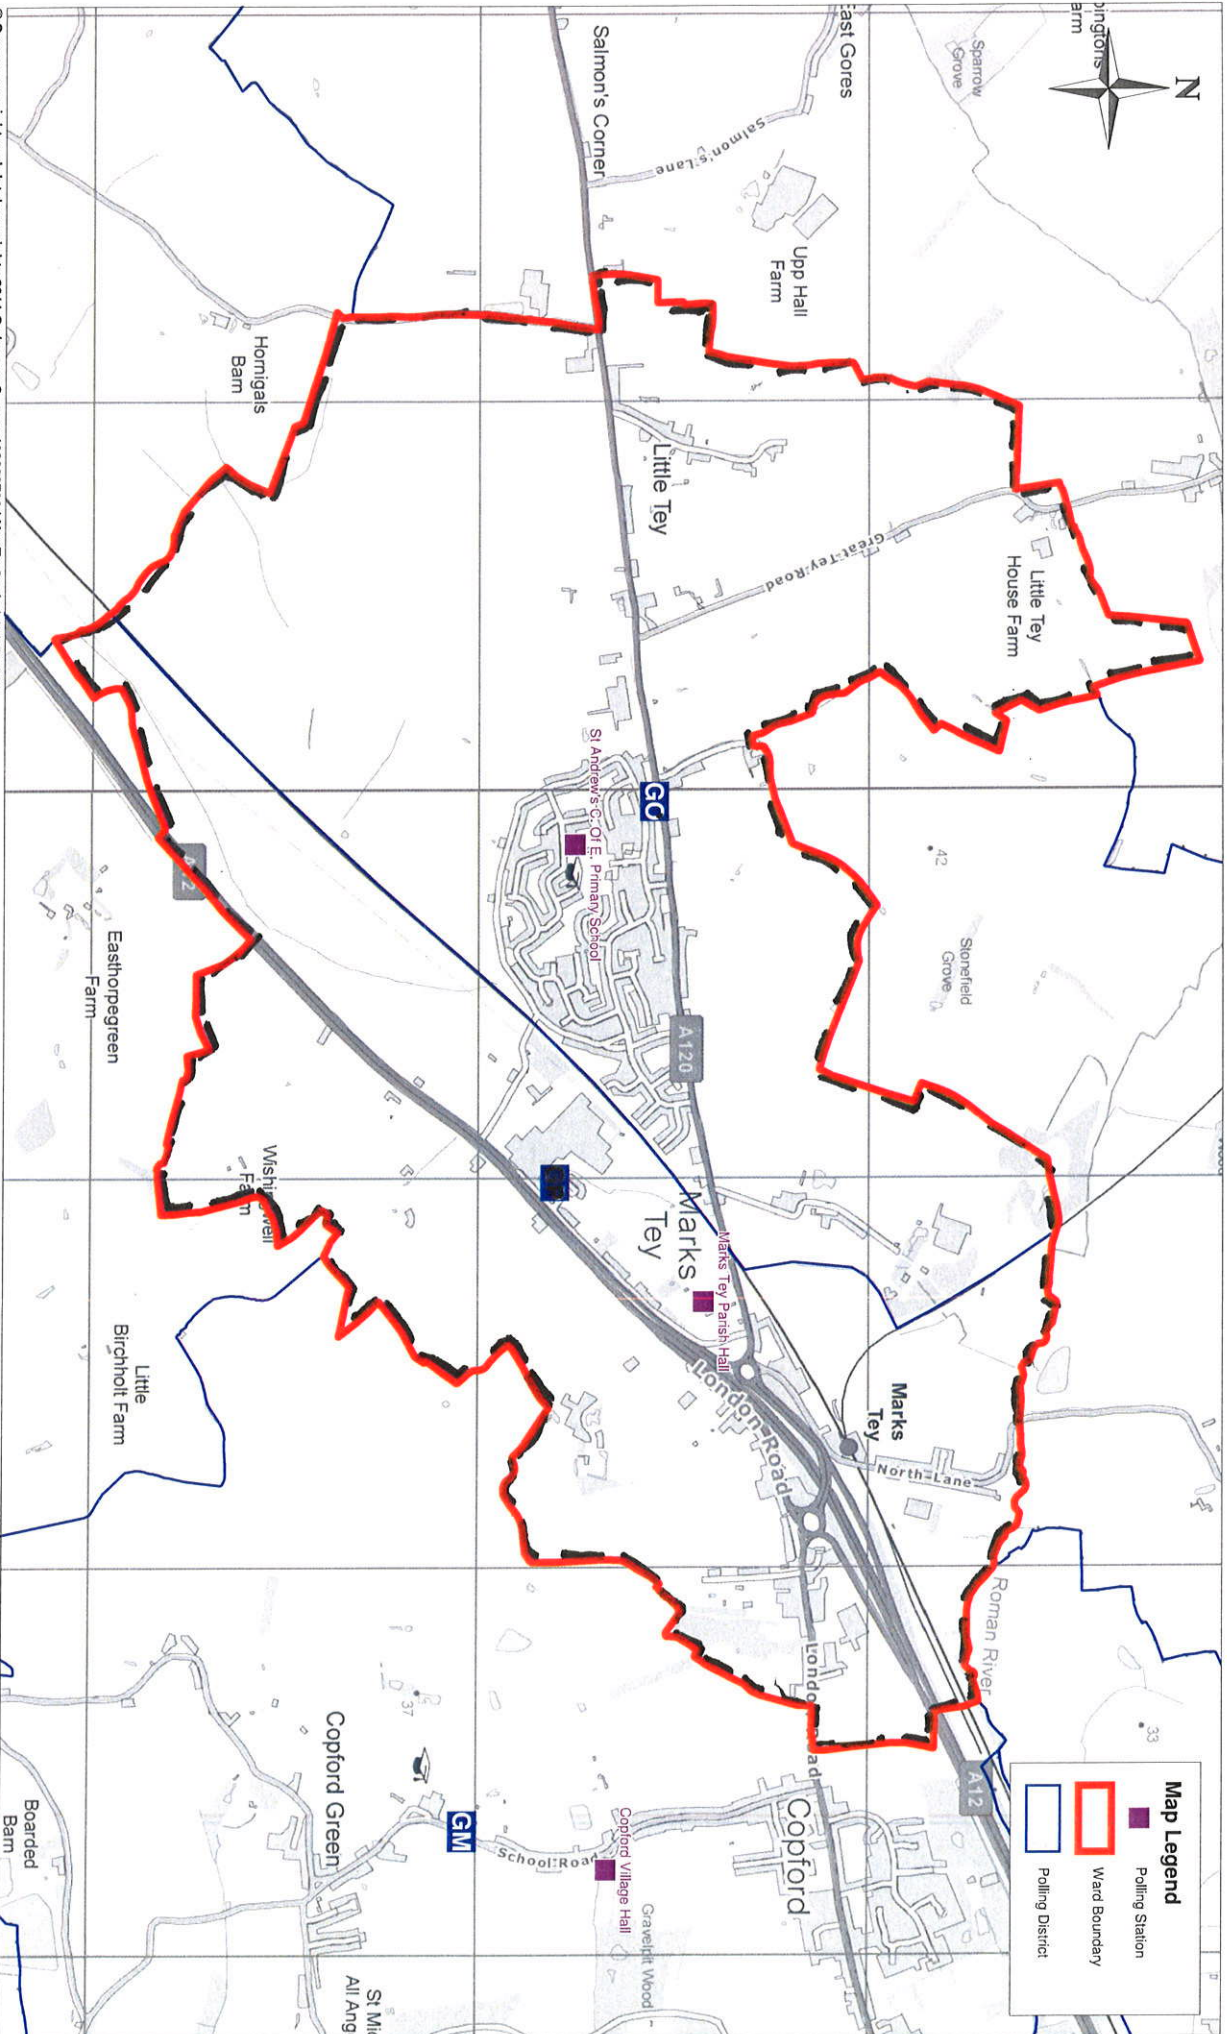 N
Sparrow
Grove
East Gores
Salmon's Corner
Salmon's Lane
Upp Hall
Farm
Hornigals
Barn
Little Tey
Great Tey Road
Little Tey
House Farm
GO
St Andrew's C. Of E. Primary School
42
Stonefield
Grove
A120
Easthorpegreen
Farm
Marks
Tey
Marks Tey Parish Hall
Little
Birchholt Farm
London Road
Marks
Tey
North Lane
Roman River
London Road
A12
33
37
Copford Green
GM
School Road
Copford Village Hall
Copford
Gravelpit Wood
Boarded
Barn
Map Legend
Polling Station
Ward Boundary
Polling District